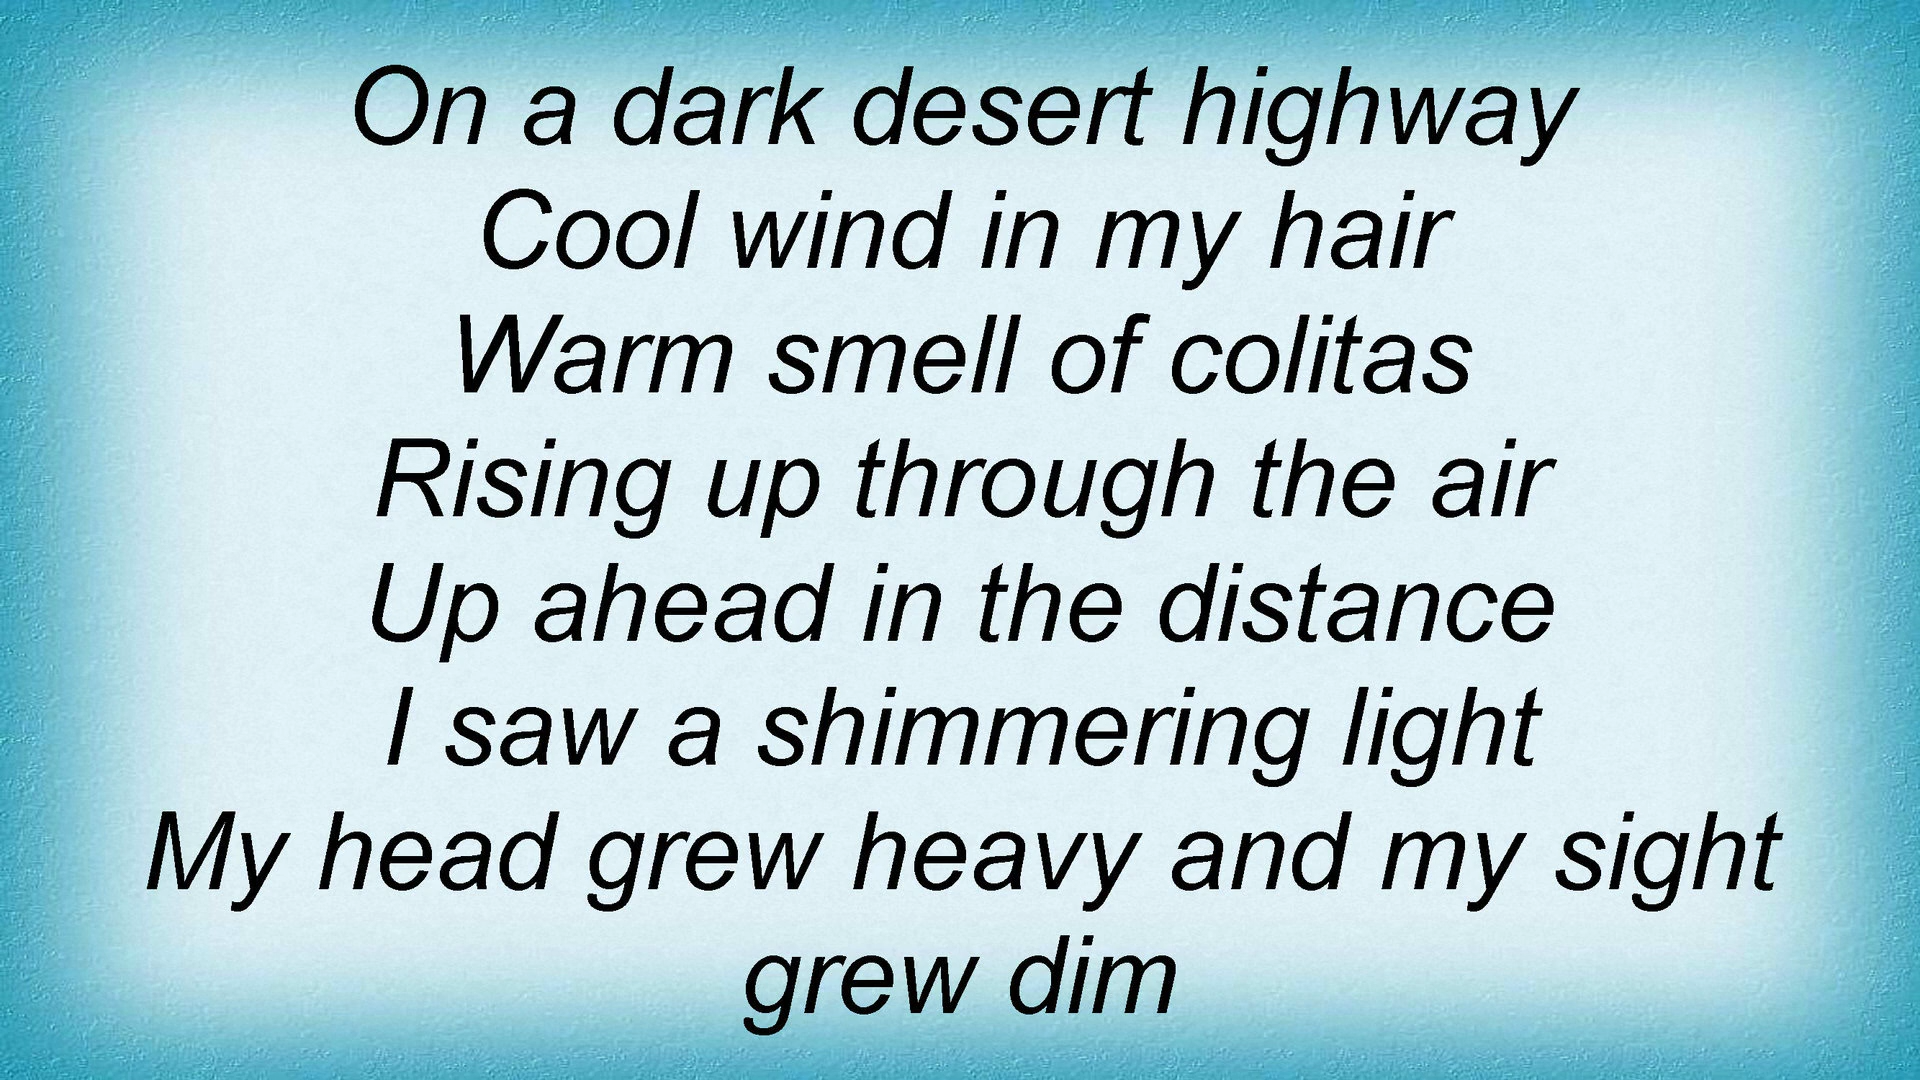 On a dark desert highway
Cool wind in my hair
Warm smell of colitas
Rising up through the air
Up ahead in the distance
I saw a shimmering light
My head grew heavy and my sight
grew dim